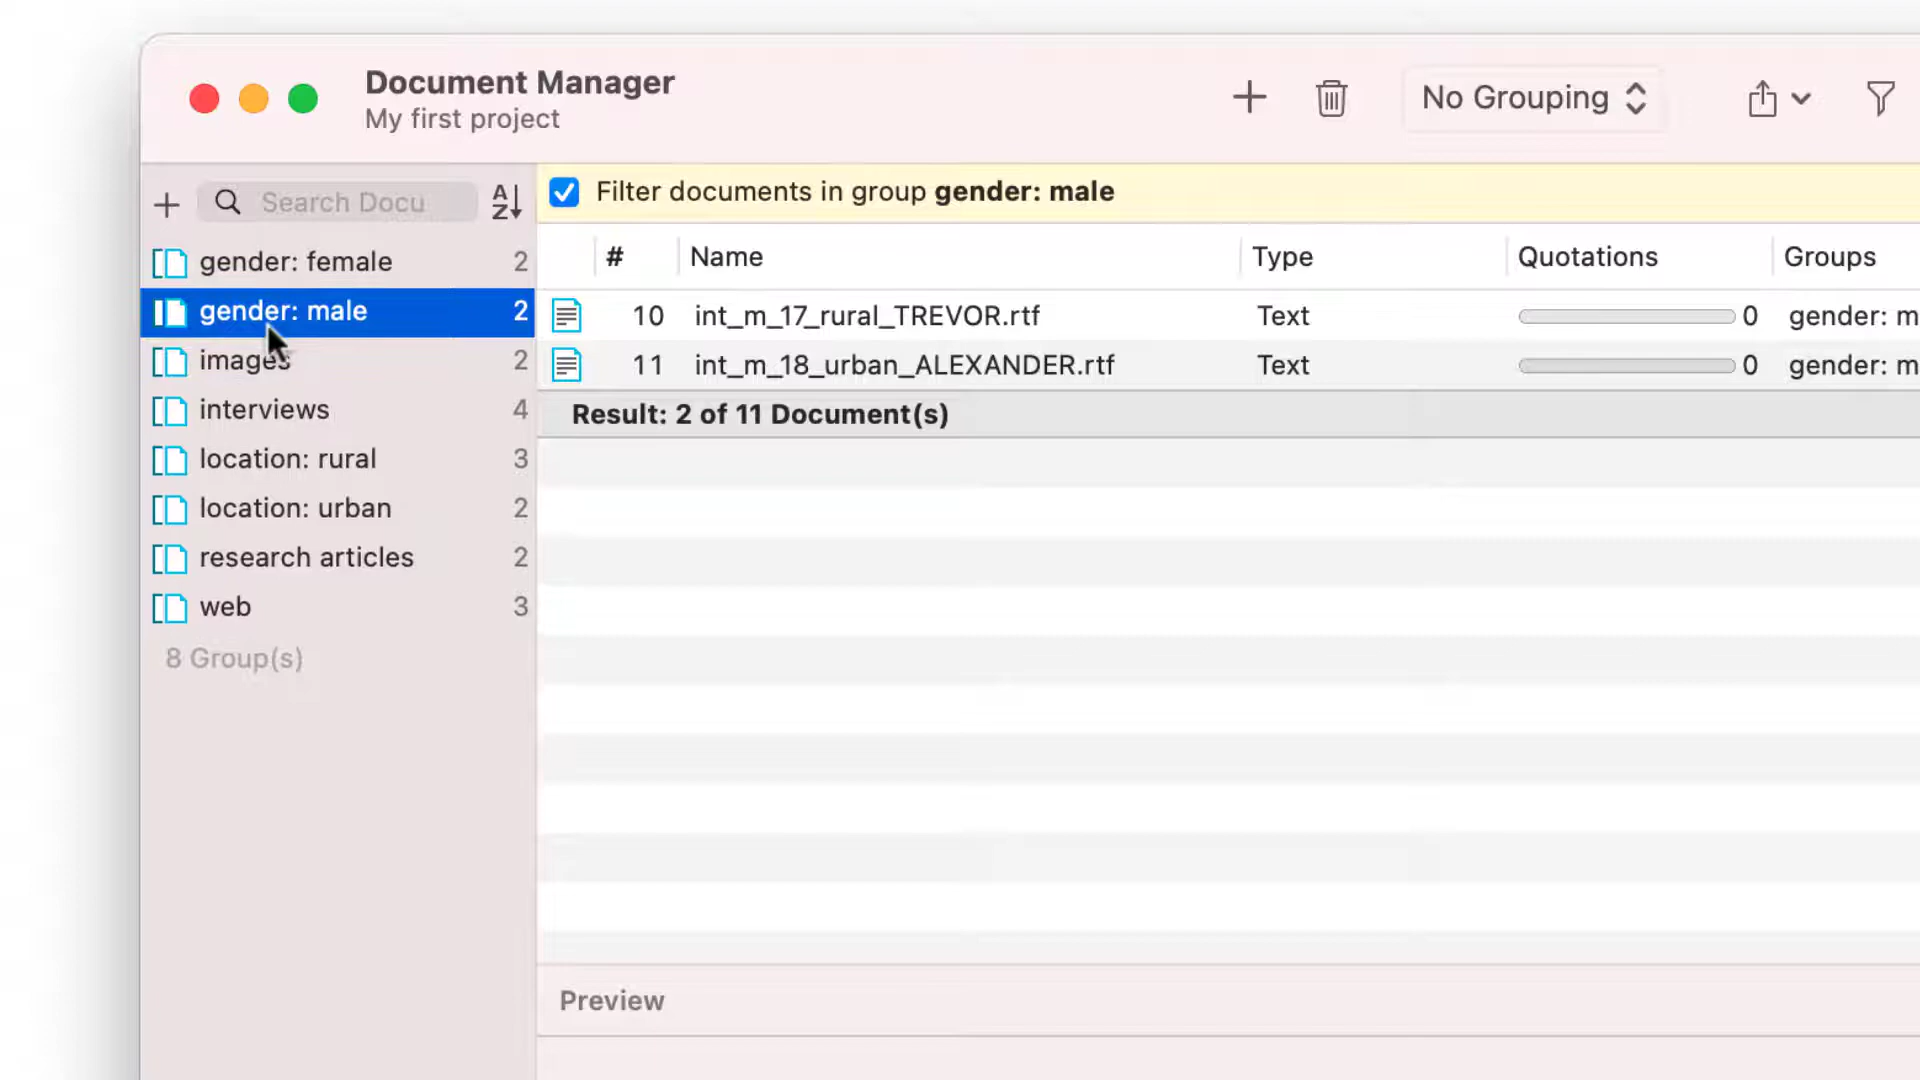 Document Manager
My first project
No Grouping
Search Docu
gender: female 2
gender: male 2
images 2
interviews 4
location: rural 3
location: urban 2
research articles 2
web 3
8 Group(s)
Filter documents in group gender: male
# Name Type Quotations Groups
10 int_m_17_rural_TREVOR.rtf Text 0 gender: m
11 int_m_18_urban_ALEXANDER.rtf Text 0 gender: m
Result: 2 of 11 Document(s)
Preview